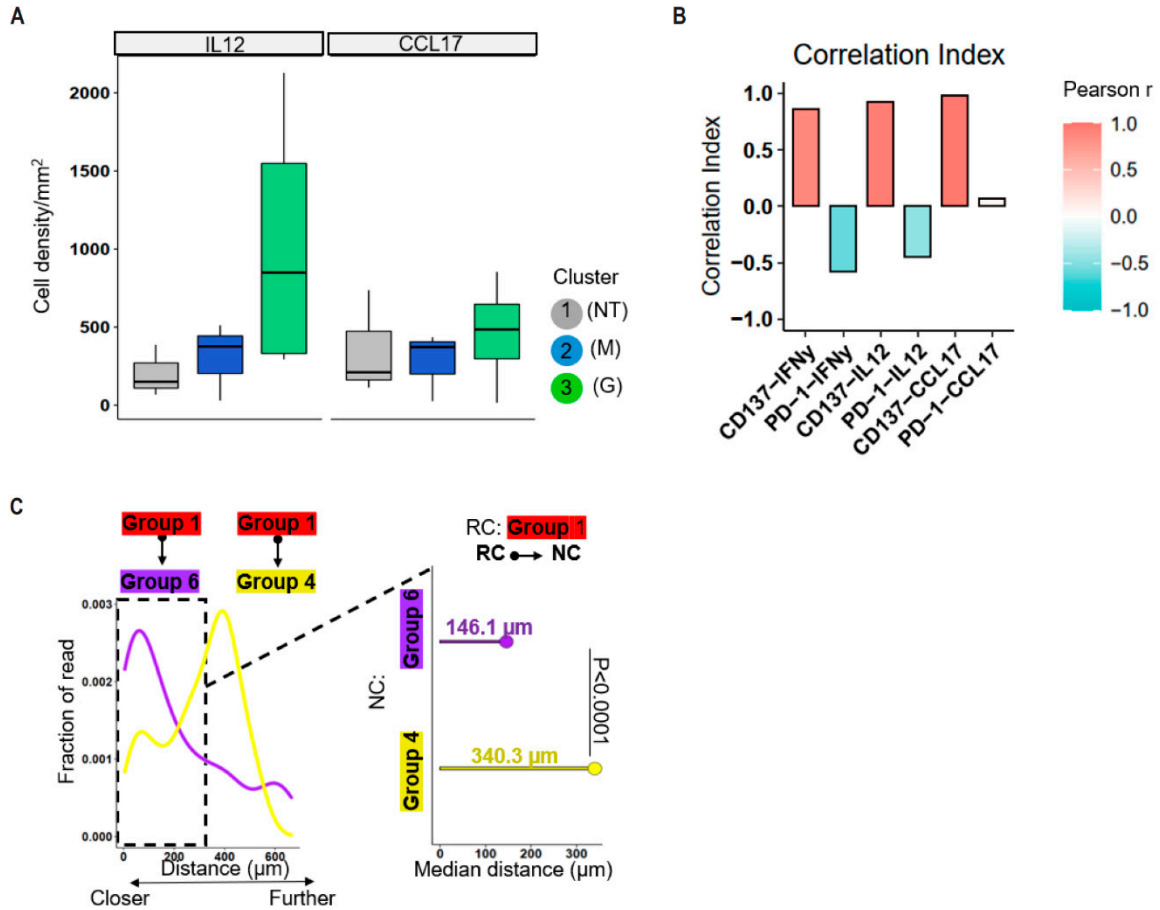 A
IL12
CCL17
Cell density/mm²
2000
1500
1000
500
0
Cluster
1 (NT)
2 (M)
3 (G)
B
Correlation Index
Correlation Index
1.0
0.5
0.0
−0.5
−1.0
CD137−IFNy
PD−1−IFNy
CD137−IL12
PD−1−IL12
CD137−CCL17
PD−1−CCL17
Pearson r
1.0
0.5
0.0
−0.5
−1.0
C
Group 1
Group 6
Group 1
Group 4
Fraction of read
0.003
0.002
0.001
0.000
0 200 400 600
Distance (µm)
Closer
Further
RC: Group 1
RC NC
NC:
Group 6
146.1 µm
Group 4
340.3 µm
P<0.0001
0 100 200 300
Median distance (µm)